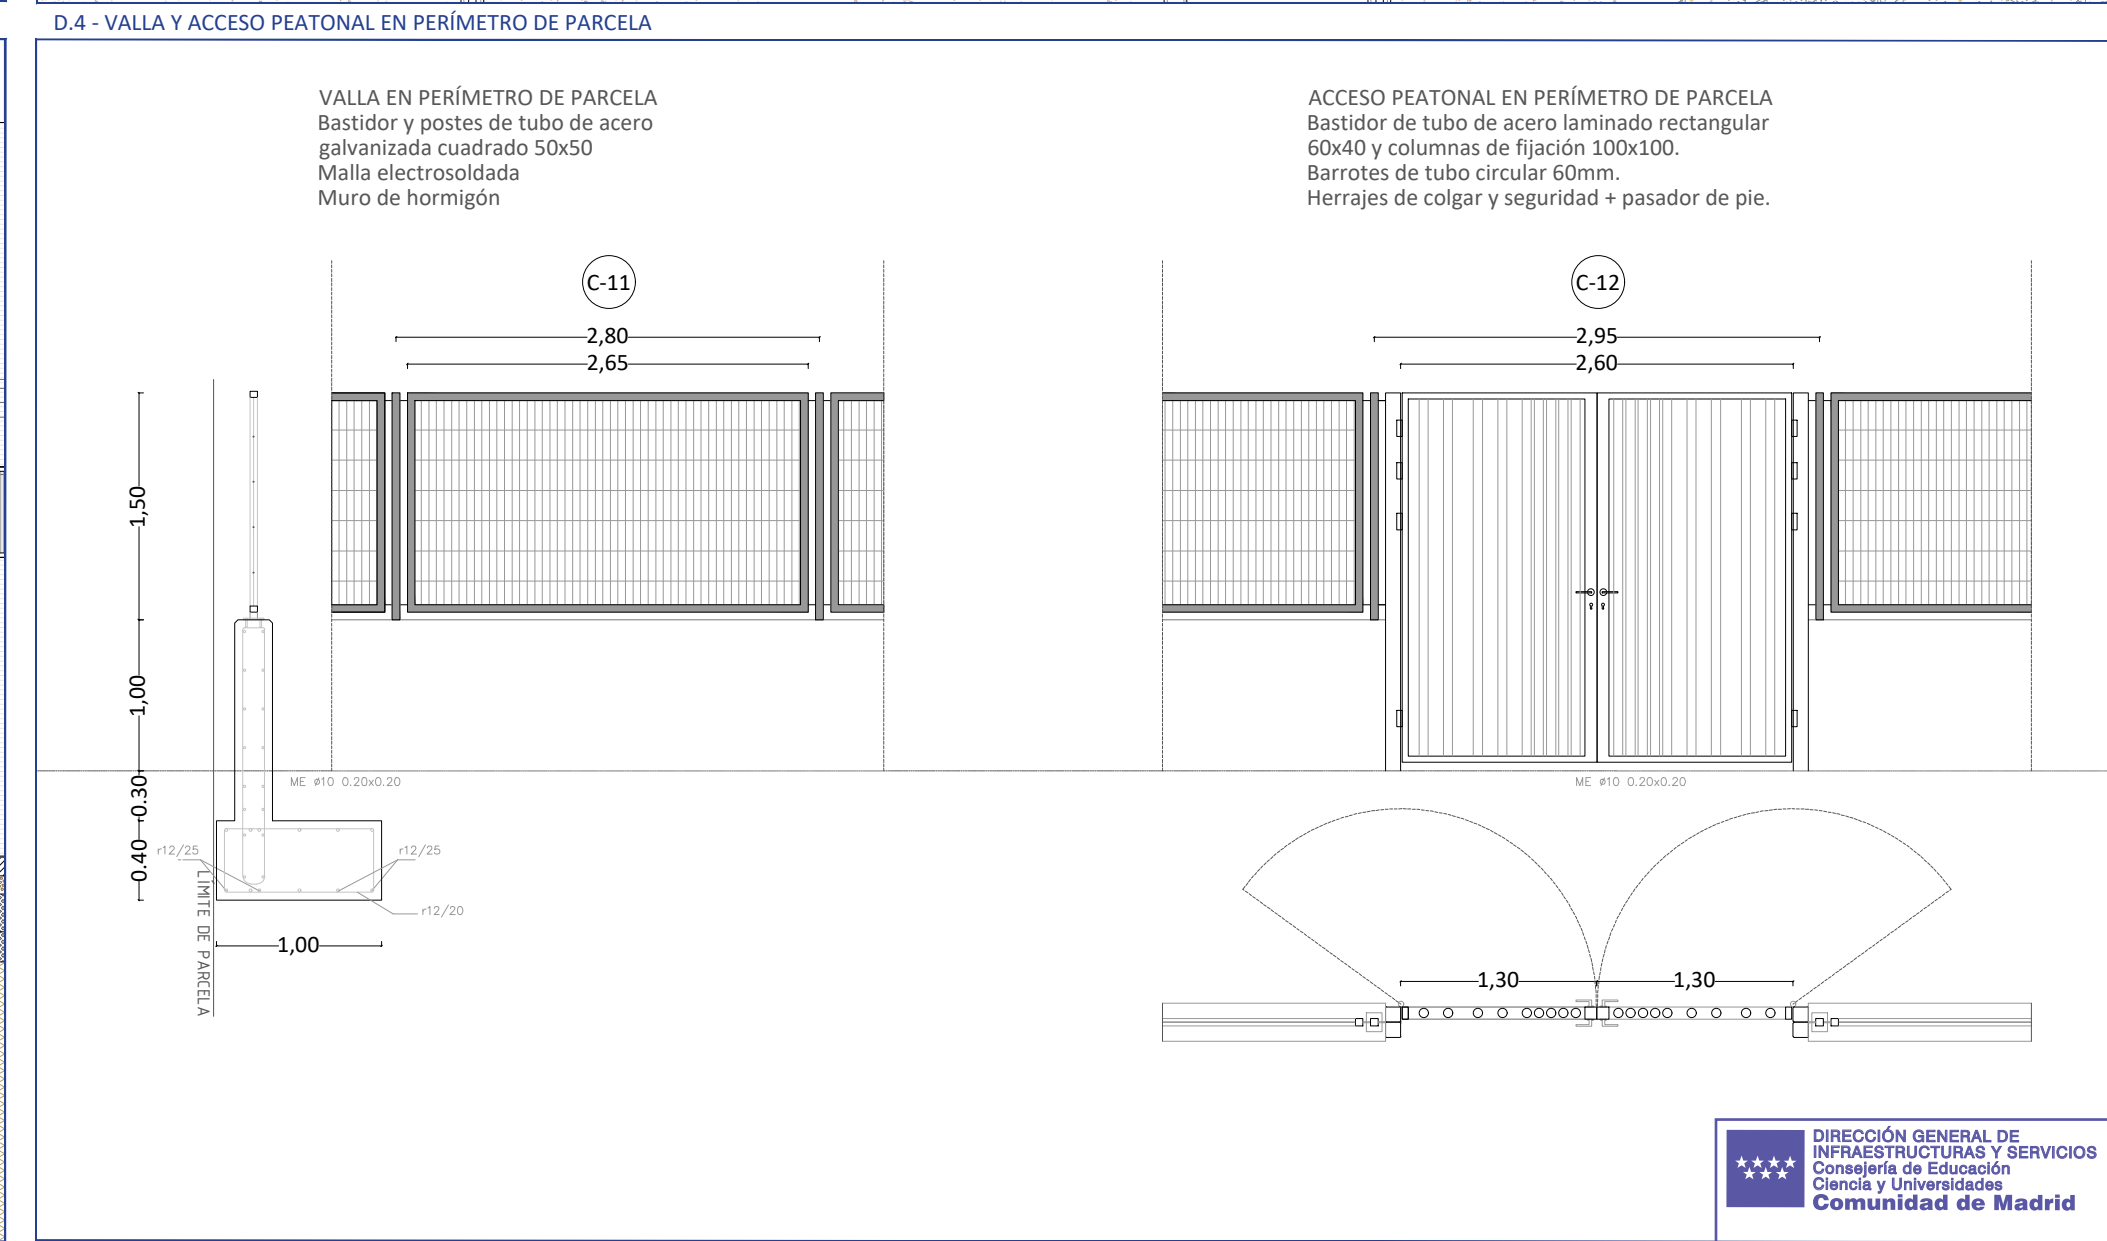 D.4 - VALLA Y ACCESO PEATONAL EN PERÍMETRO DE PARCELA
VALLA EN PERÍMETRO DE PARCELA
Bastidor y postes de tubo de acero
galvanizada cuadrado 50x50
Malla electrosoldada
Muro de hormigón
ACCESO PEATONAL EN PERÍMETRO DE PARCELA
Bastidor de tubo de acero laminado rectangular
60x40 y columnas de fijación 100x100.
Barrotes de tubo circular 60mm.
Herrajes de colgar y seguridad + pasador de pie.
C-11
2,80
2,65
C-12
2,95
2,60
1,50
1,00
0.30
0.40
ME ø10 0.20x0.20
ME ø10 0.20x0.20
r12/25
r12/25
r12/20
LÍMITE DE PARCELA
1,00
1,30
1,30
DIRECCIÓN GENERAL DE
INFRAESTRUCTURAS Y SERVICIOS
Consejería de Educación
Ciencia y Universidades
Comunidad de Madrid